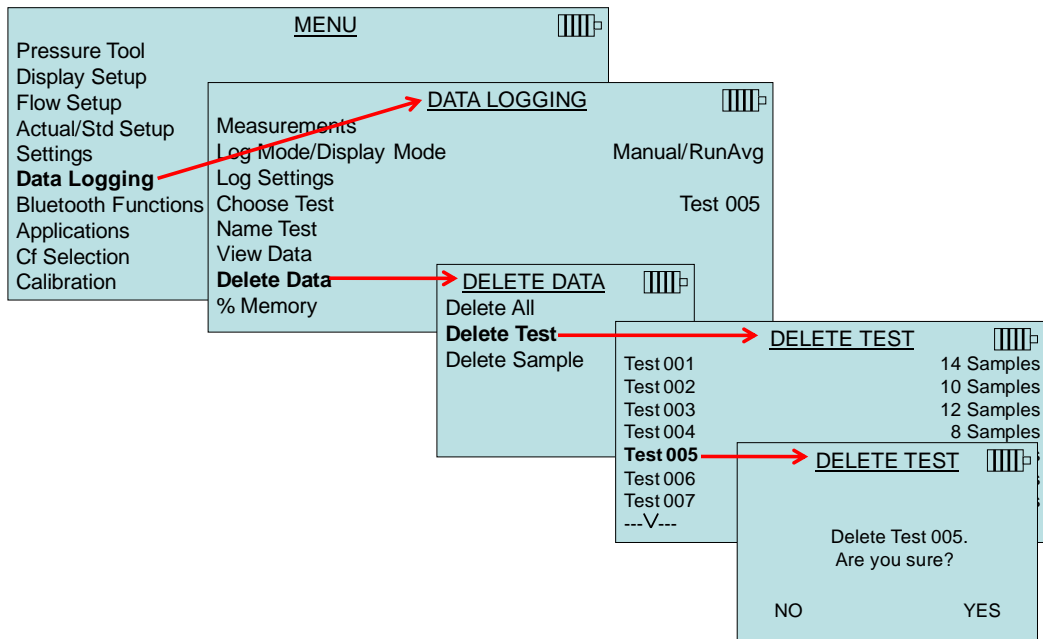 MENU
Pressure Tool
Display Setup
Flow Setup
Actual/Std Setup
Settings
Data Logging
Bluetooth Functions
Applications
Cf Selection
Calibration
DATA LOGGING
Measurements
Log Mode/Display Mode Manual/RunAvg
Log Settings
Choose Test Test 005
Name Test
View Data
Delete Data
% Memory
DELETE DATA
Delete All
Delete Test
Delete Sample
DELETE TEST
Test 001 14 Samples
Test 002 10 Samples
Test 003 12 Samples
Test 004 8 Samples
Test 005
Test 006
Test 007
---V---
DELETE TEST
Delete Test 005.
Are you sure?
NO YES